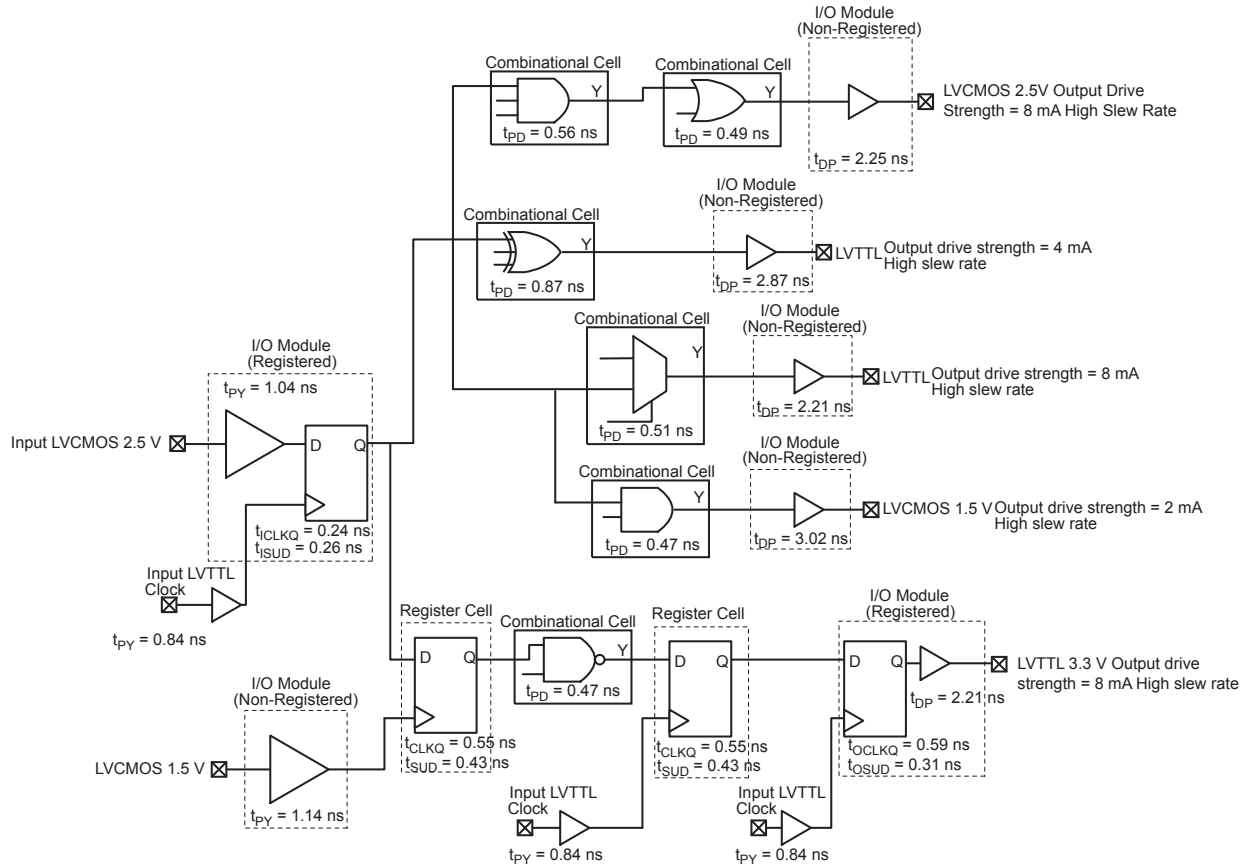 I/O Module
(Non-Registered)
Combinational Cell
Y
tPD = 0.56 ns
Combinational Cell
Y
tPD = 0.49 ns
tDP = 2.25 ns
LVCMOS 2.5V Output Drive
Strength = 8 mA High Slew Rate
I/O Module
(Non-Registered)
Combinational Cell
Y
tPD = 0.87 ns
tDP = 2.87 ns
LVTTL Output drive strength = 4 mA
High slew rate
Combinational Cell
Y
tPD = 0.51 ns
I/O Module
(Non-Registered)
tDP = 2.21 ns
LVTTL Output drive strength = 8 mA
High slew rate
I/O Module
(Registered)
tPY = 1.04 ns
Input LVCMOS 2.5 V
D
Q
tICLKQ = 0.24 ns
tISUD = 0.26 ns
Input LVTTL
Clock
tPY = 0.84 ns
Combinational Cell
Y
tPD = 0.47 ns
I/O Module
(Non-Registered)
tDP = 3.02 ns
LVCMOS 1.5 V Output drive strength = 2 mA
High slew rate
I/O Module
(Non-Registered)
LVCMOS 1.5 V
tPY = 1.14 ns
Register Cell
D
Q
tCLKQ = 0.55 ns
tSUD = 0.43 ns
Combinational Cell
Y
tPD = 0.47 ns
Register Cell
D
Q
tCLKQ = 0.55 ns
tSUD = 0.43 ns
Input LVTTL
Clock
tPY = 0.84 ns
I/O Module
(Registered)
D
Q
tDP = 2.21 ns
tOCLKQ = 0.59 ns
tOSUD = 0.31 ns
LVTTL 3.3 V Output drive
strength = 8 mA High slew rate
Input LVTTL
Clock
tPY = 0.84 ns